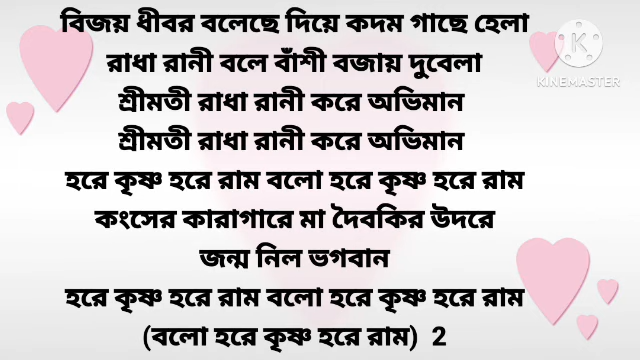 বিজয় ধীবর বলেছে দিয়ে কদম গাছে হেলা
রাধা রানী বলে বাঁশী বজায় দুবেলা
শ্রীমতী রাধা রানী করে অভিমান
শ্রীমতী রাধা রানী করে অভিমান
হরে কৃষ্ণ হরে রাম বলো হরে কৃষ্ণ হরে রাম
কংসের কারাগারে মা দৈবকির উদরে
জন্ম নিল ভগবান
হরে কৃষ্ণ হরে রাম বলো হরে কৃষ্ণ হরে রাম
(বলো হরে কৃষ্ণ হরে রাম) 2
K
KINEMASTER